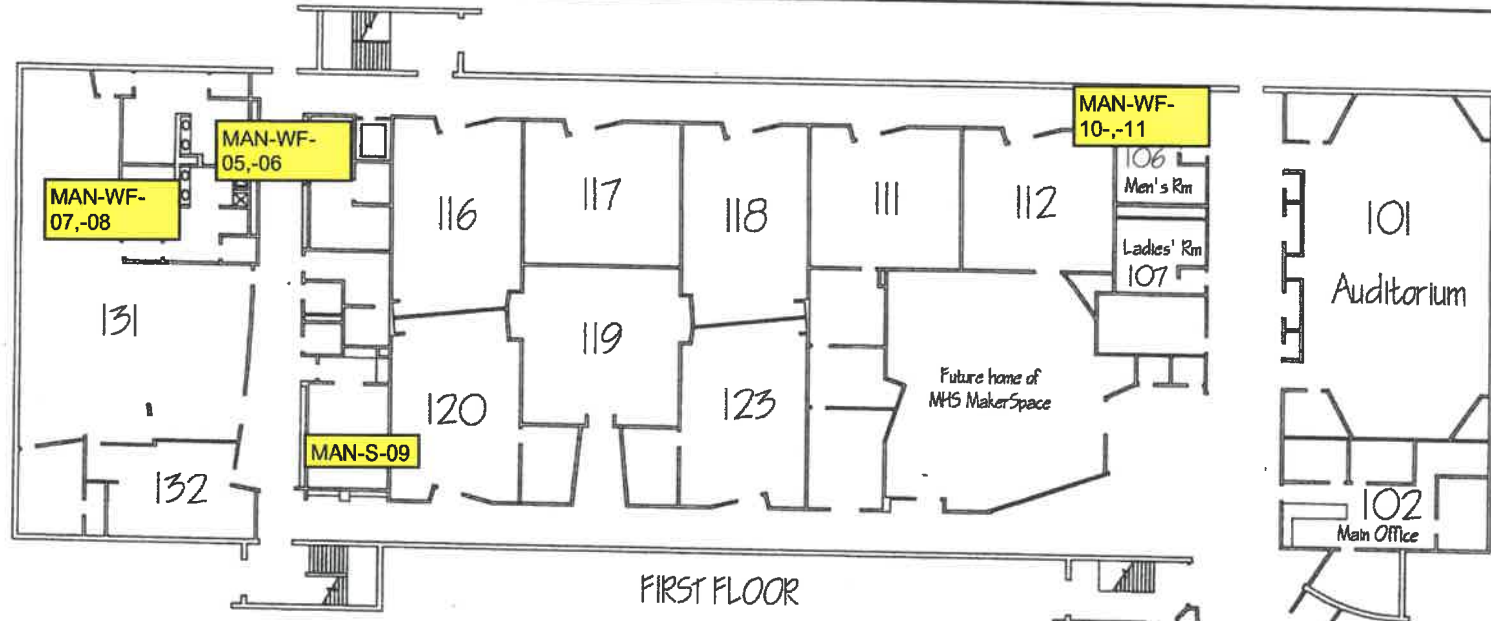 MAN-WF-
10-,-11
MAN-WF-
05,-06
106
Men's Rm
MAN-WF-
07,-08
116
117
118
111
112
101
Auditorium
Ladies' Rm
107
131
119
Future home of
MHS MakerSpace
120
123
MAN-S-09
132
102
Main Office
FIRST FLOOR